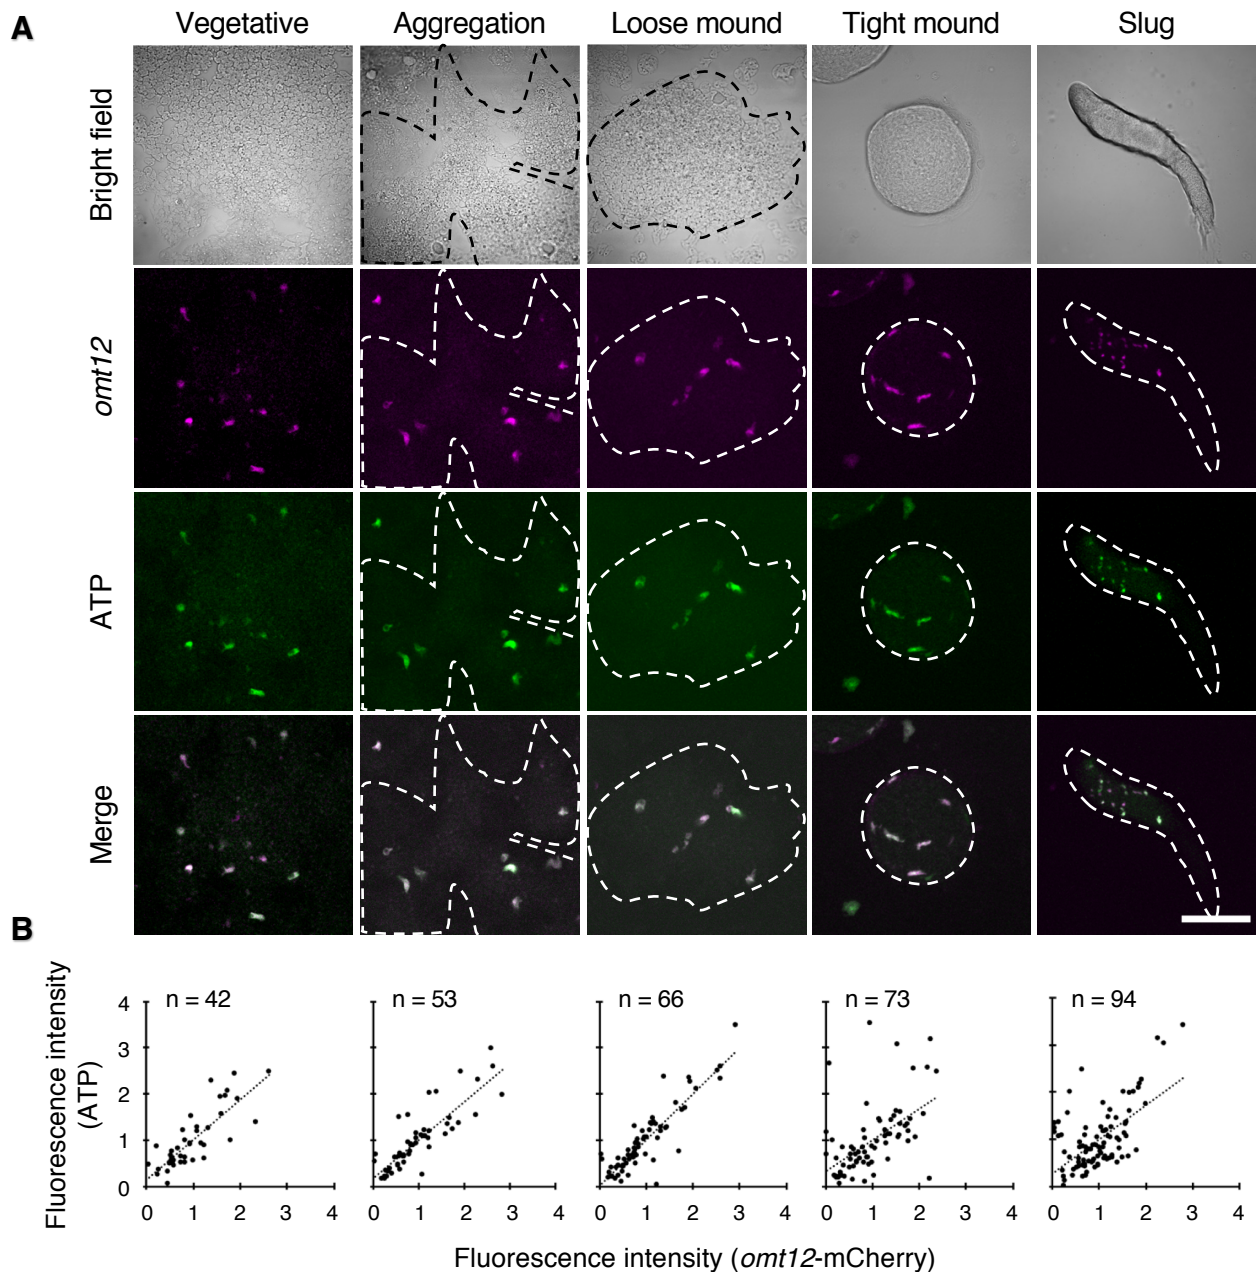 A
Vegetative Aggregation Loose mound Tight mound Slug
Bright field
omt12
ATP
Merge
B
Fluorescence intensity
(ATP)
n = 42 n = 53 n = 66 n = 73 n = 94
4
3
2
1
0
0 1 2 3 4 0 1 2 3 4 0 1 2 3 4 0 1 2 3 4 0 1 2 3 4
Fluorescence intensity (omt12-mCherry)